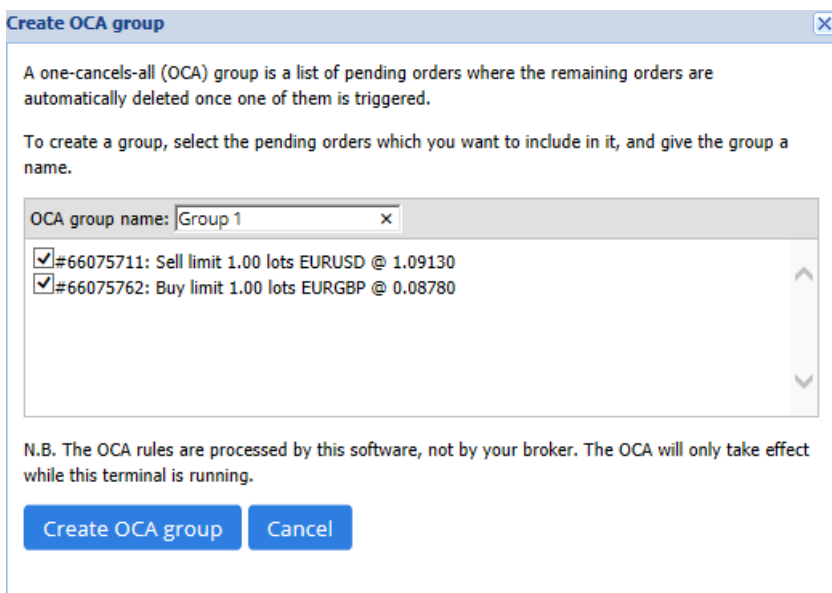 Create OCA group
A one-cancels-all (OCA) group is a list of pending orders where the remaining orders are
automatically deleted once one of them is triggered.
To create a group, select the pending orders which you want to include in it, and give the group a
name.
OCA group name: Group 1
#66075711: Sell limit 1.00 lots EURUSD @ 1.09130
#66075762: Buy limit 1.00 lots EURGBP @ 0.08780
N.B. The OCA rules are processed by this software, not by your broker. The OCA will only take effect
while this terminal is running.
Create OCA group Cancel